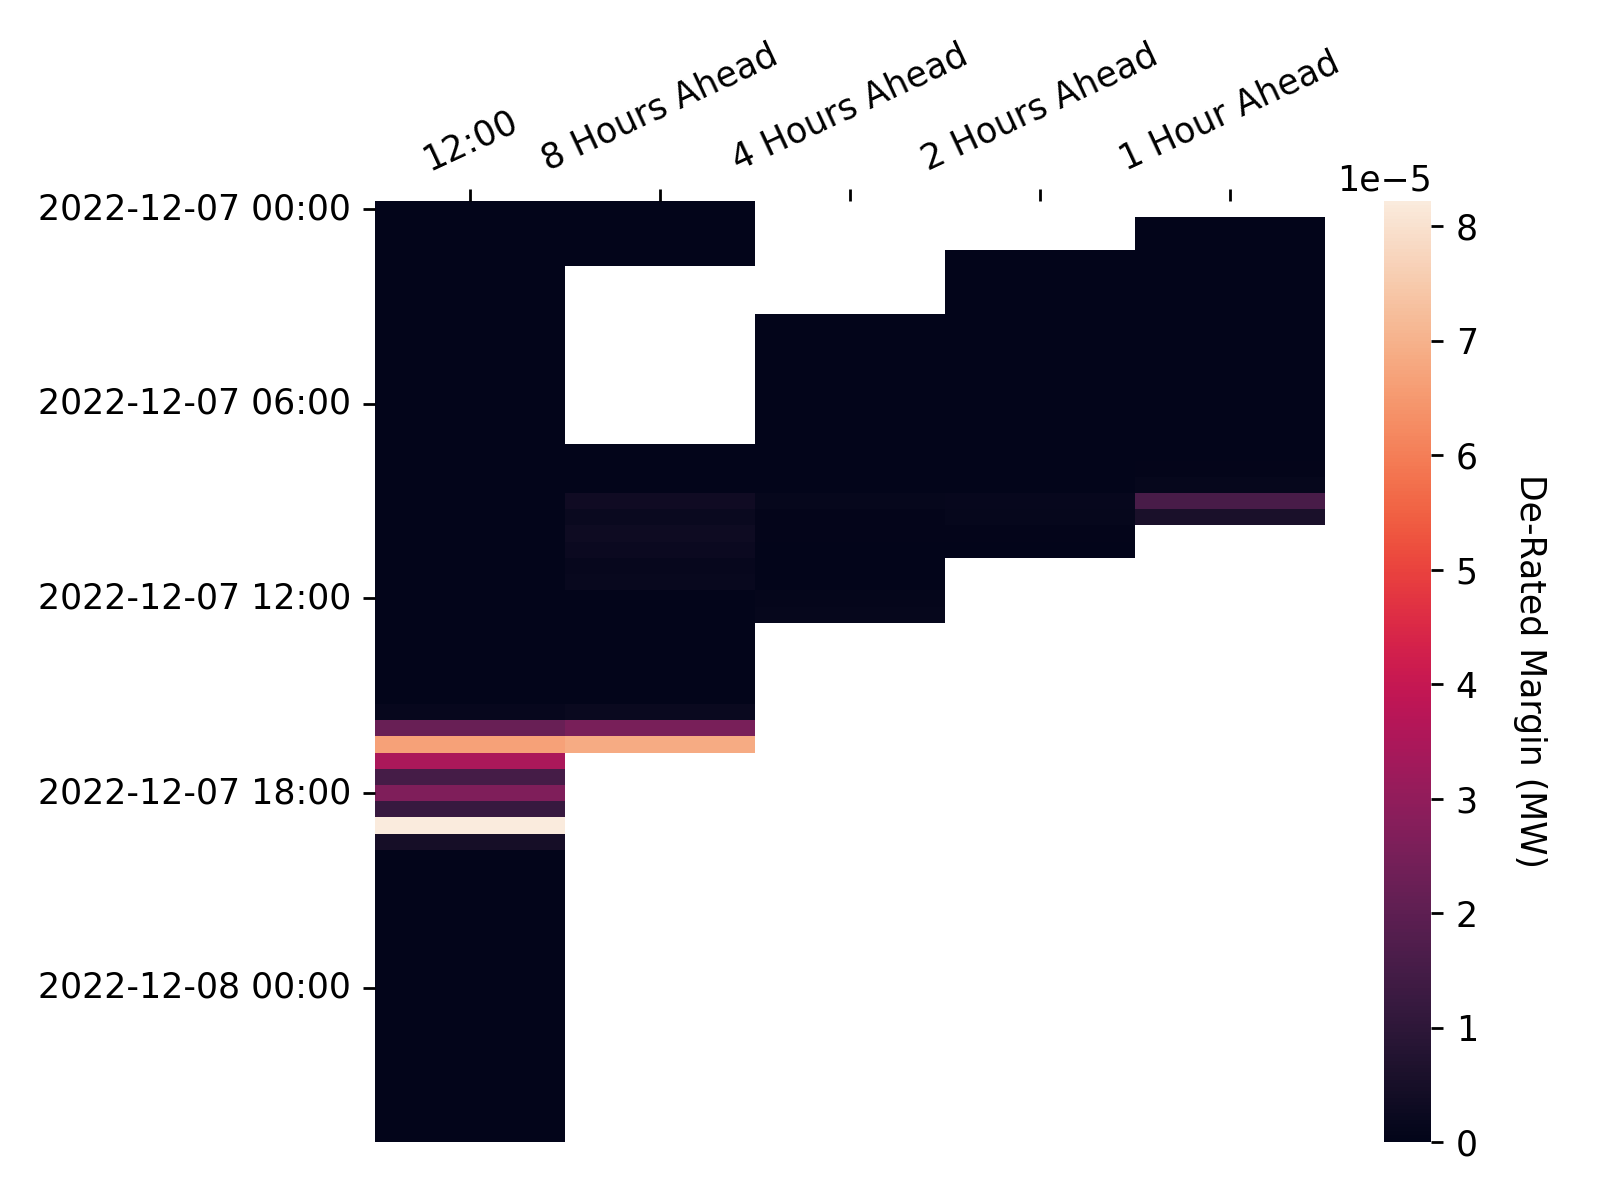 12:00
8 Hours Ahead
4 Hours Ahead
2 Hours Ahead
1 Hour Ahead
1e−5
2022-12-07 00:00
2022-12-07 06:00
2022-12-07 12:00
2022-12-07 18:00
2022-12-08 00:00
8
7
6
5
4
3
2
1
0
De-Rated Margin (MW)